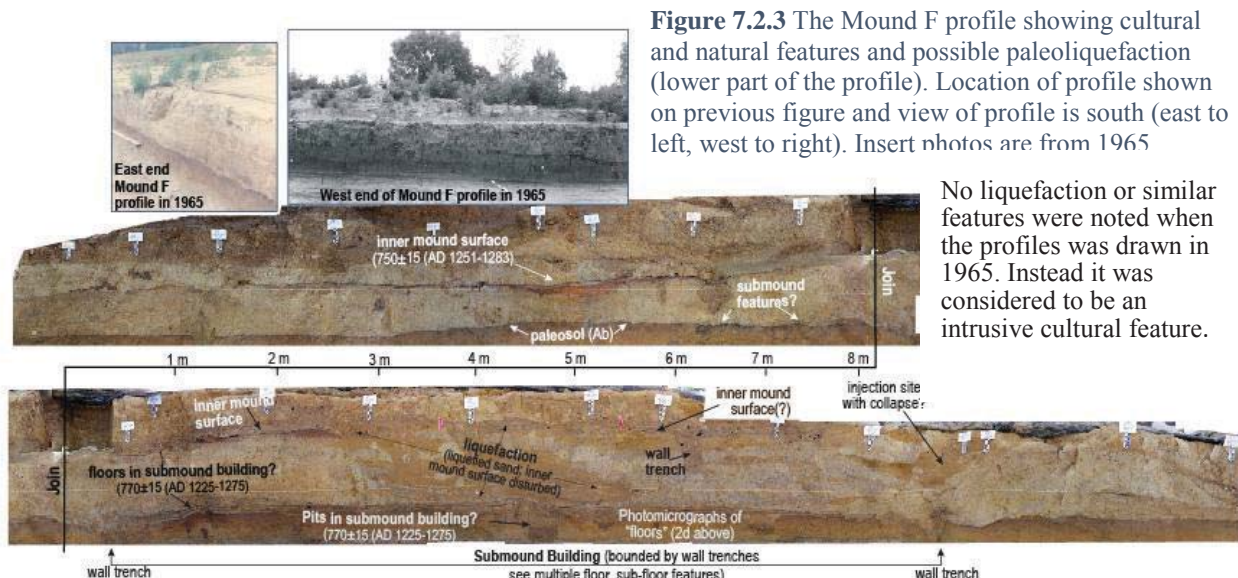 Figure 7.2.3 The Mound F profile showing cultural
and natural features and possible paleoliquefaction
(lower part of the profile). Location of profile shown
on previous figure and view of profile is south (east to
left, west to right). Insert photos are from 1965
East end
Mound F
profile in 1965
West end of Mound F profile in 1965
No liquefaction or similar
features were noted when
the profiles was drawn in
1965. Instead it was
considered to be an
intrusive cultural feature.
inner mound surface
(750±15 (AD 1251-1283)
submound
features?
paleosol (Ab)
Join
1 m
2 m
3 m
4 m
5 m
6 m
7 m
8 m
inner mound
surface
inner mound
surface(?)
injection site
with collapse?
liquefaction
(liquefied sand; inner
mound surface disturbed)
wall
trench
floors in submound building?
(770±15 (AD 1225-1275)
Join
Pits in submound building?
(770±15 (AD 1225-1275)
Photomicrographs of
"floors" (2d above)
Submound Building (bounded by wall trenches
see multiple floor, sub-floor features)
wall trench
wall trench